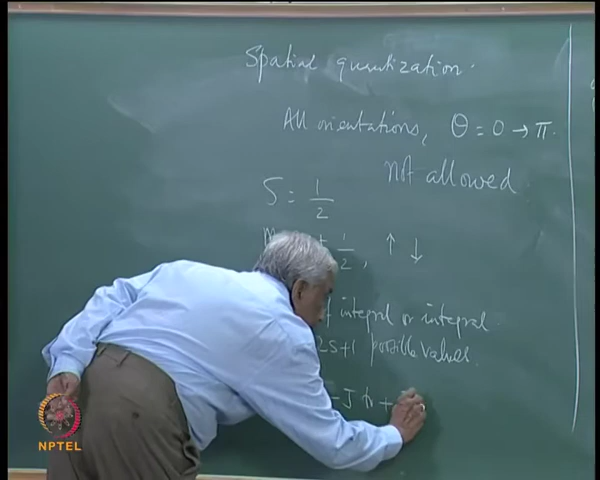 Spatial quantization.
All orientations, θ = 0 → π.
Not allowed
S = 1/2
1/2, ↑ ↓
integral or integral
2S+1 possible values.
-J ħ +
NPTEL